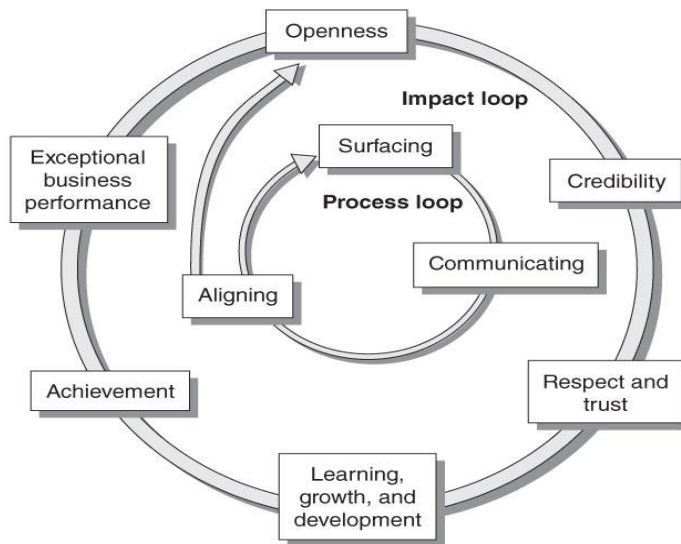 Openness
Impact loop
Surfacing
Exceptional
business
performance
Credibility
Process loop
Communicating
Aligning
Achievement
Respect and
trust
Learning,
growth, and
development